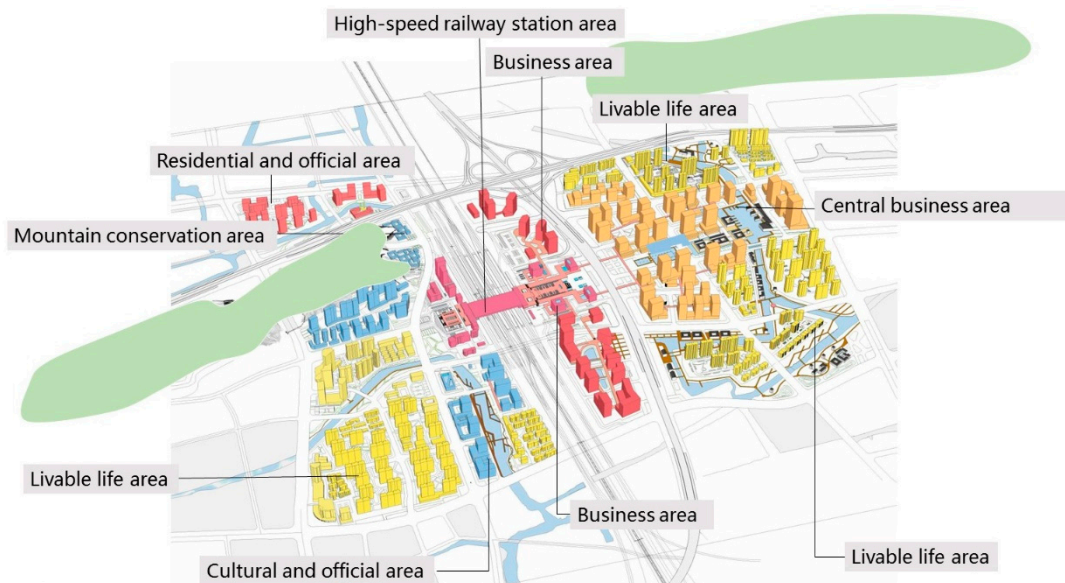 High-speed railway station area
Business area
Livable life area
Residential and official area
Central business area
Mountain conservation area
Livable life area
Business area
Livable life area
Cultural and official area